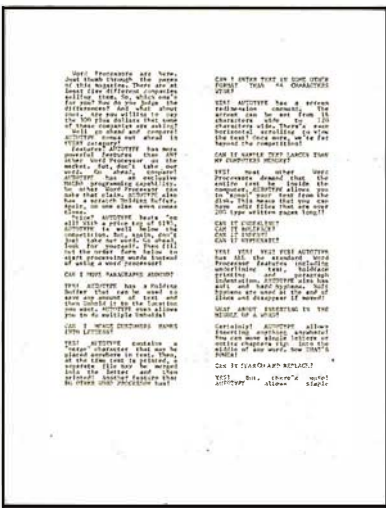 Word Processors are here.
Just thumb through the pages
of this magazine. There are at
least five different companies
selling them. So, which one's
for you? How do you judge the
differences? And what about
cost. Are you willing to pay
the 300 plus dollars that some
of these companies are asking?
Well go ahead and compare!
AUTOTYPE comes out ahead in
EVERY category!
Features? AUTOTYPE has more
powerful features than ANY
other Word Processor on the
market. But, don't take our
word. Go ahead, compare!
AUTOTYPE has an exclusive
MACRO programming capability.
No other Word Processor can
make that claim. AUTOTYPE also
has a scratch Holding Buffer.
Again, no one else even comes
close.
Price? AUTOTYPE beats 'em
all! With a price tag of
AUTOTYPE is well below the
competition. But, again, don't
just take our word. Go ahead,
look for yourself. Then fill
out the order form below to
start processing words instead
of using a word processor!
CAN I MOVE PARAGRAPHS AROUND?
YES! AUTOTYPE has a Holding
Buffer that can be used to
save any amount of text and
then Unhold it to the location
you want. AUTOTYPE even allows
you to do multiple Unholds!
CAN I MERGE CUSTOMERS NAMES
INTO LETTERS?
YES! AUTOTYPE contains a
"merge" character that may be
placed anywhere in text. Then,
at the time text is printed, a
separate file may be merged
into the letter and then
printed! Another feature that
NO OTHER WORD PROCESSOR has!
CAN I ENTER TEXT IN SOME OTHER
FORMAT THAN 64 CHARACTERS
WIDE?
YES! AUTOTYPE has a screen
redimension command. The
screen can be set from 16
characters wide to 128
characters wide. There's even
horizontal scrolling to view
the text! Once more, we're far
beyond the competition!
CAN IT HANDLE TEXT LARGER THAN
MY COMPUTERS MEMORY?
YES! Most other Word
Processors demand that the
entire text be inside the
computer. AUTOTYPE allows you
to "spool" your text from the
disk. This means that you can
have text files that are over
200 type written pages long!!
CAN IT UNDERLINE?
CAN IT BOLDFACE?
CAN IT INDENT?
CAN IT HYPHENATE?
YES! YES! YES! YES! AUTOTYPE
has ALL the standard Word
Processor features including
underlining text, boldface
printing and paragraph
indentation. AUTOTYPE also has
soft and hard hyphens. Soft
hyphens are used at the end of
lines and disappear if moved!
WHAT ABOUT INSERTING IN THE
MIDDLE OF A WORD?
Certainly! AUTOTYPE allows
inserting anything anywhere!
You can move single letters or
entire chapters right into the
middle of any word. Now THAT'S
POWER!
CAN IT SEARCH AND REPLACE?
YES! But, there's more!
AUTOTYPE allows simple